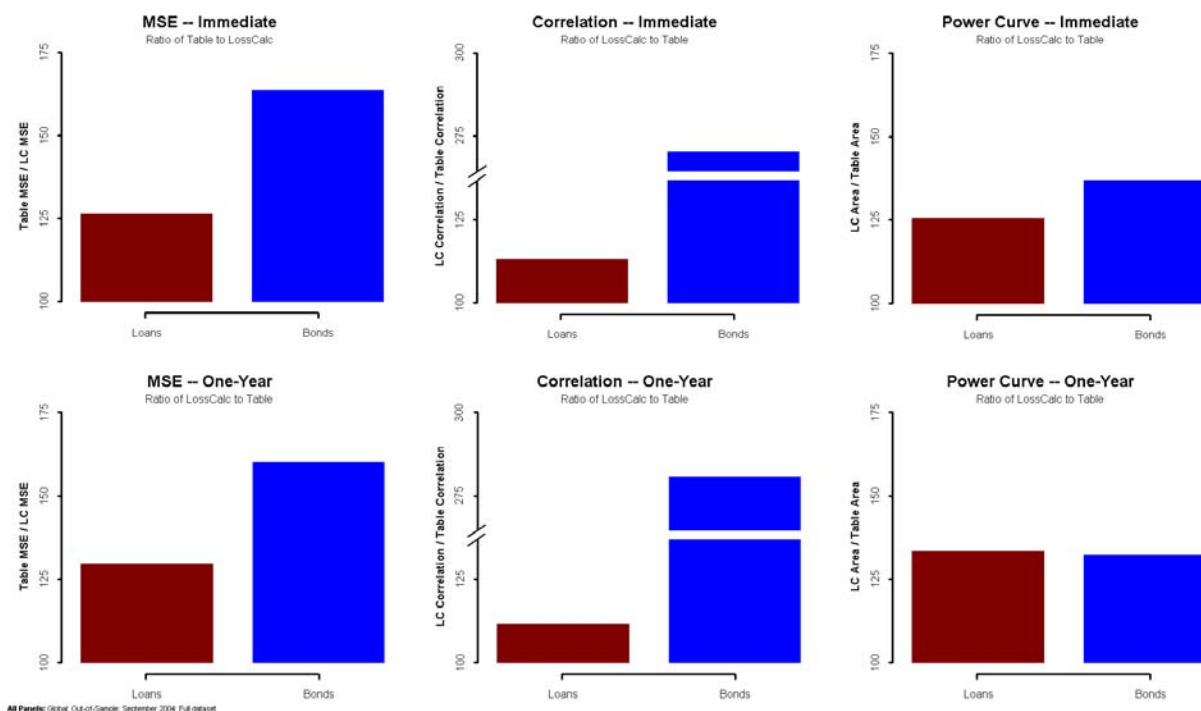 MSE -- Immediate
Ratio of Table to LossCalc
Table MSE / LC MSE
175
150
125
100
Loans
Bonds
Correlation -- Immediate
Ratio of LossCalc to Table
LC Correlation / Table Correlation
300
275
125
100
Loans
Bonds
Power Curve -- Immediate
Ratio of LossCalc to Table
LC Area / Table Area
175
150
125
100
Loans
Bonds
MSE -- One-Year
Ratio of LossCalc to Table
Table MSE / LC MSE
175
150
125
100
Loans
Bonds
Correlation -- One-Year
Ratio of LossCalc to Table
LC Correlation / Table Correlation
300
275
125
100
Loans
Bonds
Power Curve -- One-Year
Ratio of LossCalc to Table
LC Area / Table Area
175
150
125
100
Loans
Bonds
All Panels: Global, Out-of-Sample; September 2004; Full dataset